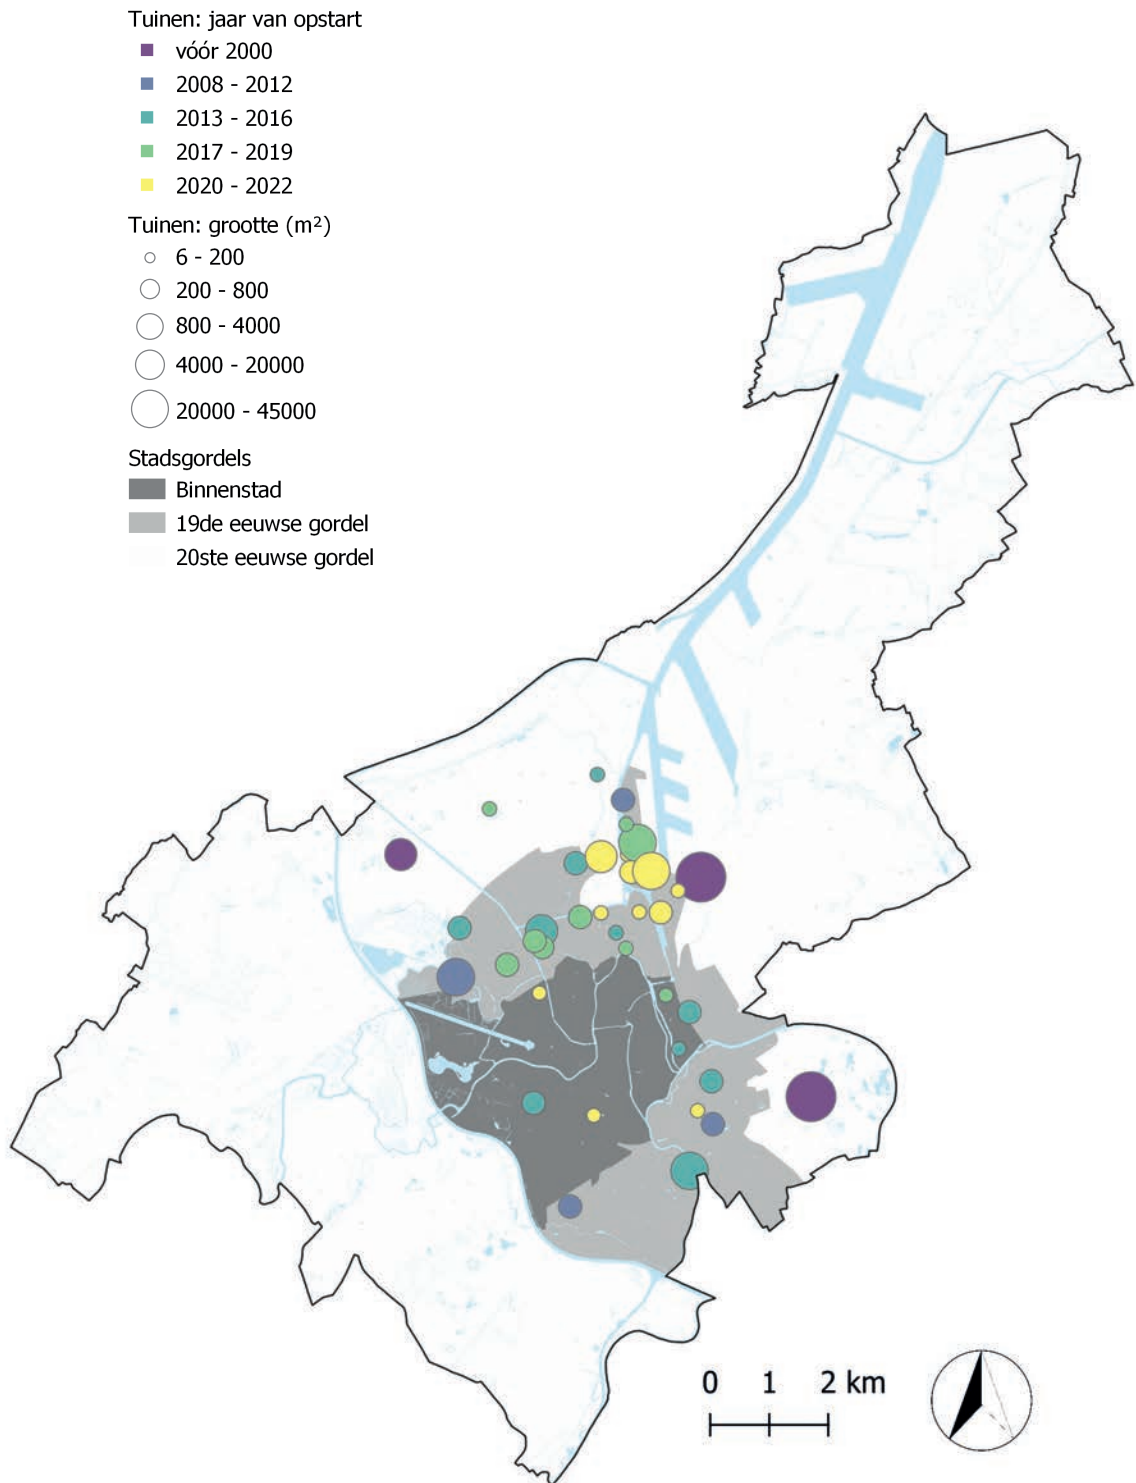 Tuinen: jaar van opstart
vóór 2000
2008 - 2012
2013 - 2016
2017 - 2019
2020 - 2022
Tuinen: grootte (m²)
6 - 200
200 - 800
800 - 4000
4000 - 20000
20000 - 45000
Stadsgordels
Binnenstad
19de eeuwse gordel
20ste eeuwse gordel
0 1 2 km